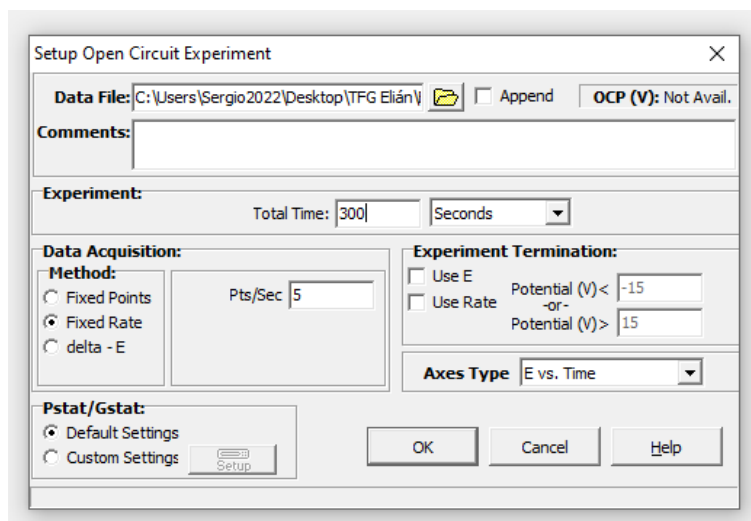 Setup Open Circuit Experiment
Data File: C:\Users\Sergio2022\Desktop\TFG Elián\ Append OCP (V): Not Avail.
Comments:
Experiment:
Total Time: 300 Seconds
Data Acquisition:
Method:
Fixed Points
Fixed Rate
delta - E
Pts/Sec 5
Experiment Termination:
Use E
Use Rate
Potential (V)< -15
-or-
Potential (V)> 15
Axes Type E vs. Time
Pstat/Gstat:
Default Settings
Custom Settings Setup
OK Cancel Help